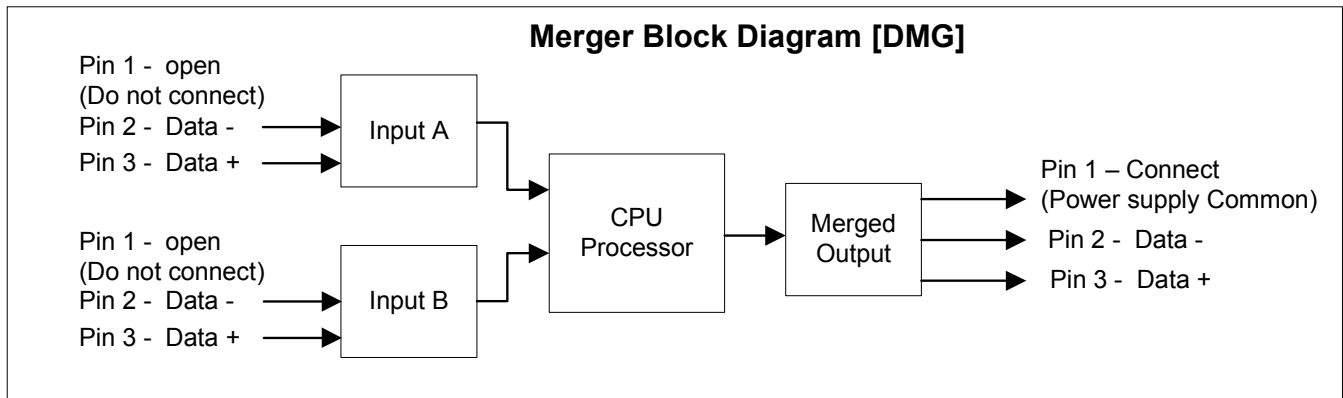 Merger Block Diagram [DMG]
Pin 1 - open
(Do not connect)
Pin 2 - Data -
Pin 3 - Data +
Input A
Pin 1 - open
(Do not connect)
Pin 2 - Data -
Pin 3 - Data +
Input B
CPU
Processor
Merged
Output
Pin 1 – Connect
(Power supply Common)
Pin 2 - Data -
Pin 3 - Data +